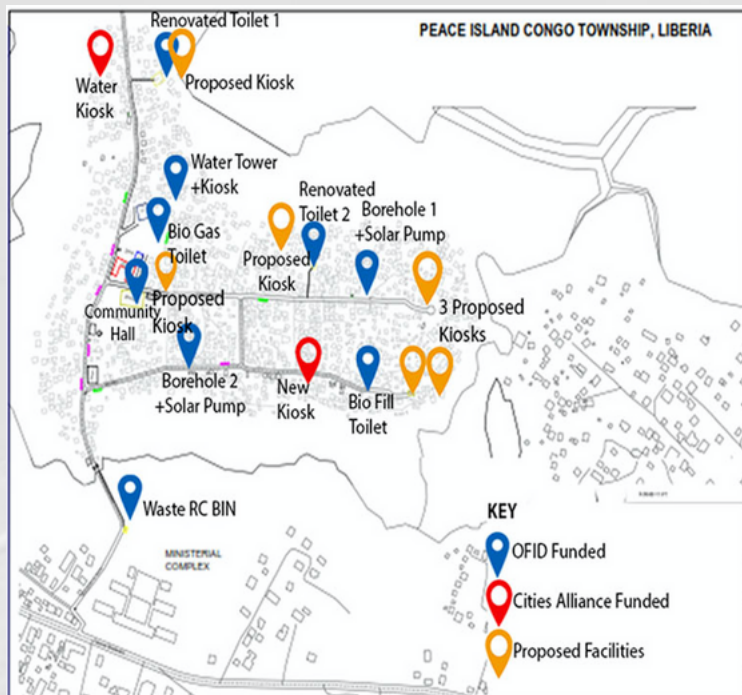 PEACE ISLAND CONGO TOWNSHIP, LIBERIA
Renovated Toilet 1
Water
Kiosk
Proposed Kiosk
Water Tower
+Kiosk
Bio Gas
Toilet
Renovated
Toilet 2
Proposed
Kiosk
Borehole 1
+Solar Pump
Community
Hall
Proposed
Kiosk
3 Proposed
Kiosks
Borehole 2
+Solar Pump
New
Kiosk
Bio Fill
Toilet
Waste RC BIN
MINISTERIAL
COMPLEX
KEY
OFID Funded
Cities Alliance Funded
Proposed Facilities